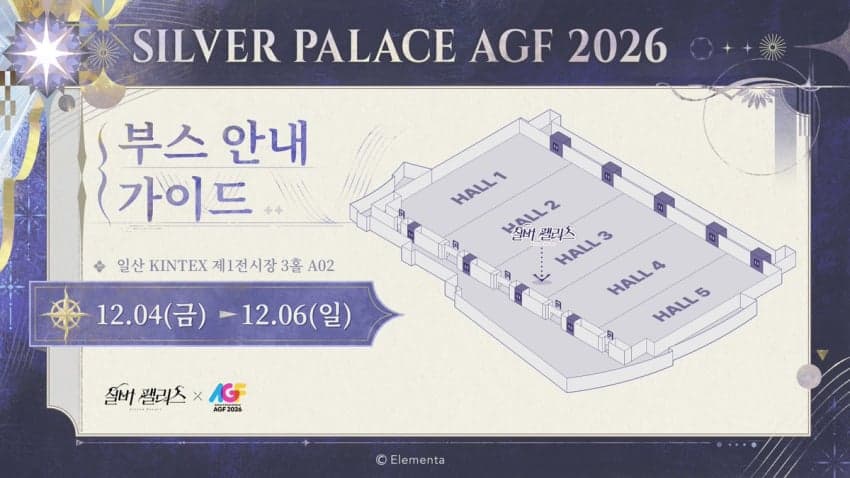 SILVER PALACE AGF 2026
부스 안내
가이드
일산 KINTEX 제1전시장 3홀 A02
12.04(금) 12.06(일)
HALL 1
HALL 2
실버 팰리스
HALL 3
HALL 4
HALL 5
실버 팰리스 × AGF
AGF 2026
© Elementa